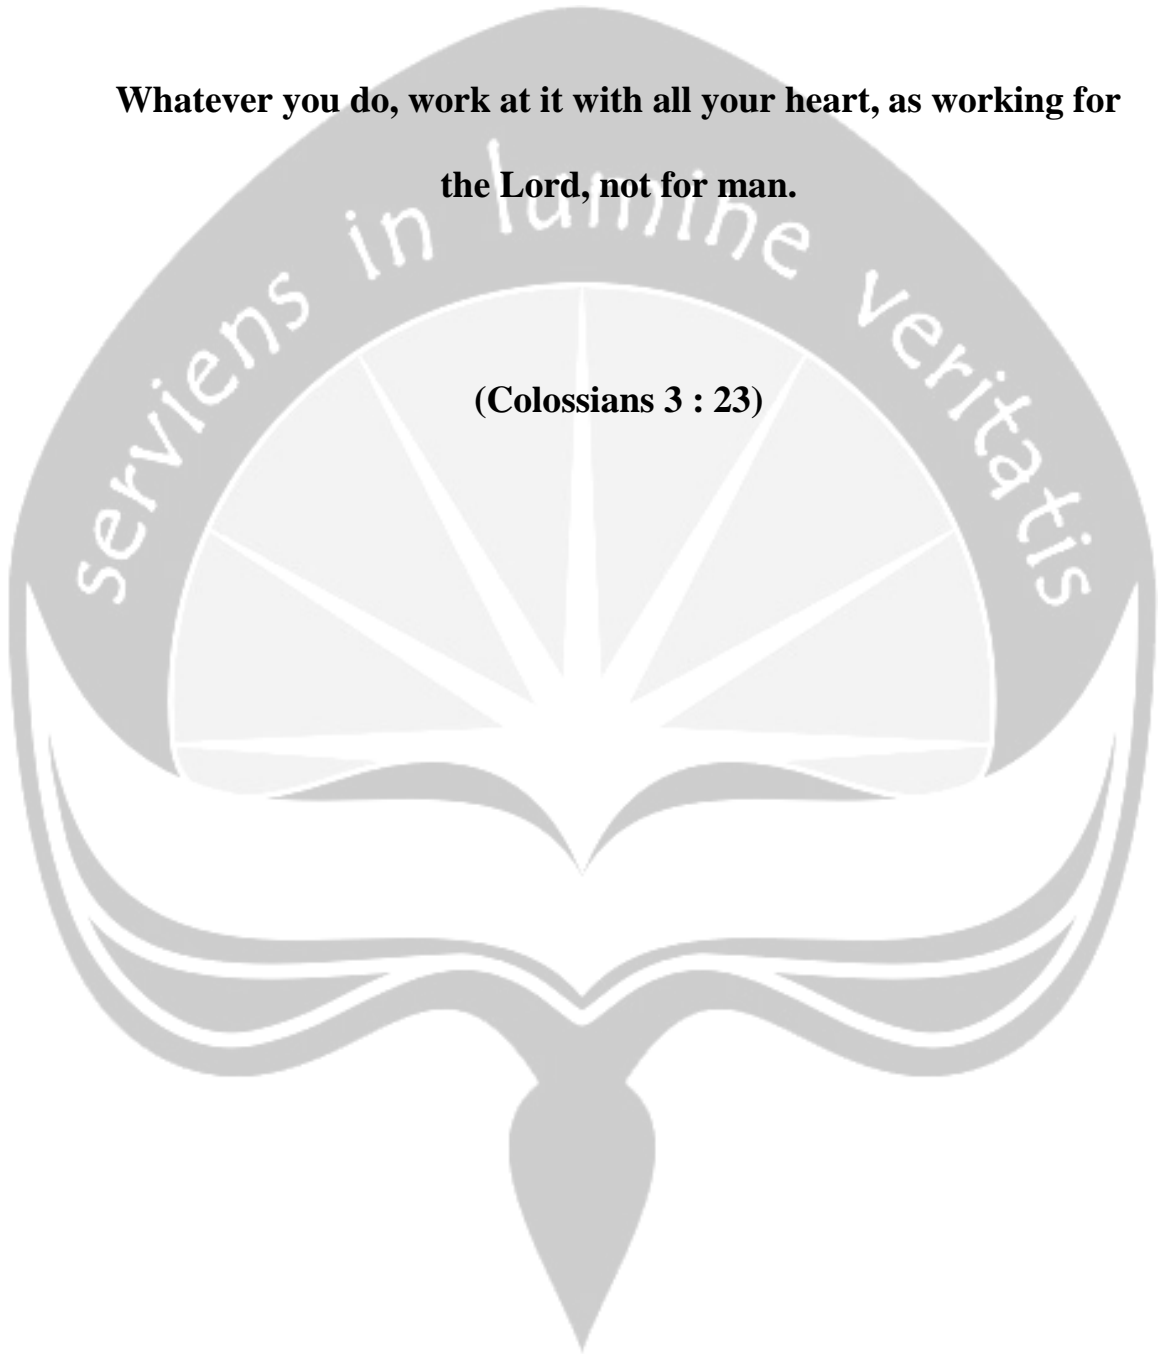 Whatever you do, work at it with all your heart, as working for
the Lord, not for man.
serviens in lumine veritatis
(Colossians 3 : 23)